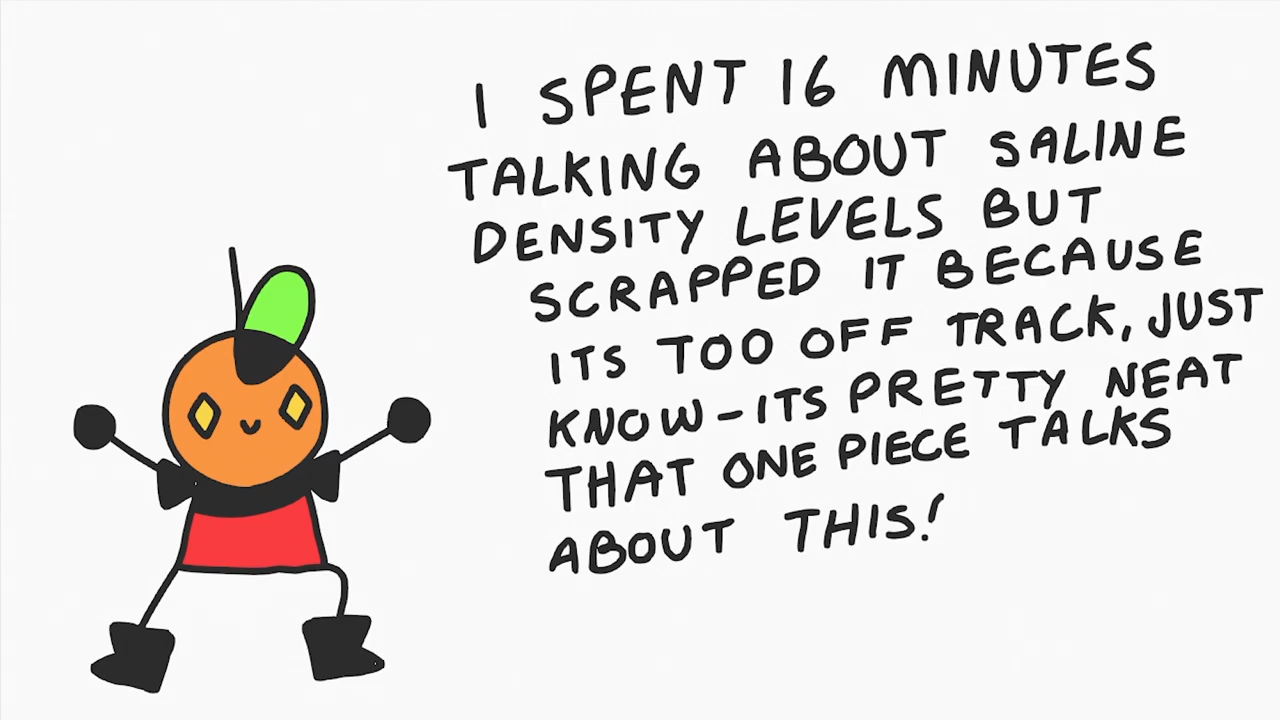 I SPENT 16 MINUTES
TALKING ABOUT SALINE
DENSITY LEVELS BUT
SCRAPPED IT BECAUSE
ITS TOO OFF TRACK, JUST
KNOW-ITS PRETTY NEAT
THAT ONE PIECE TALKS
ABOUT THIS!